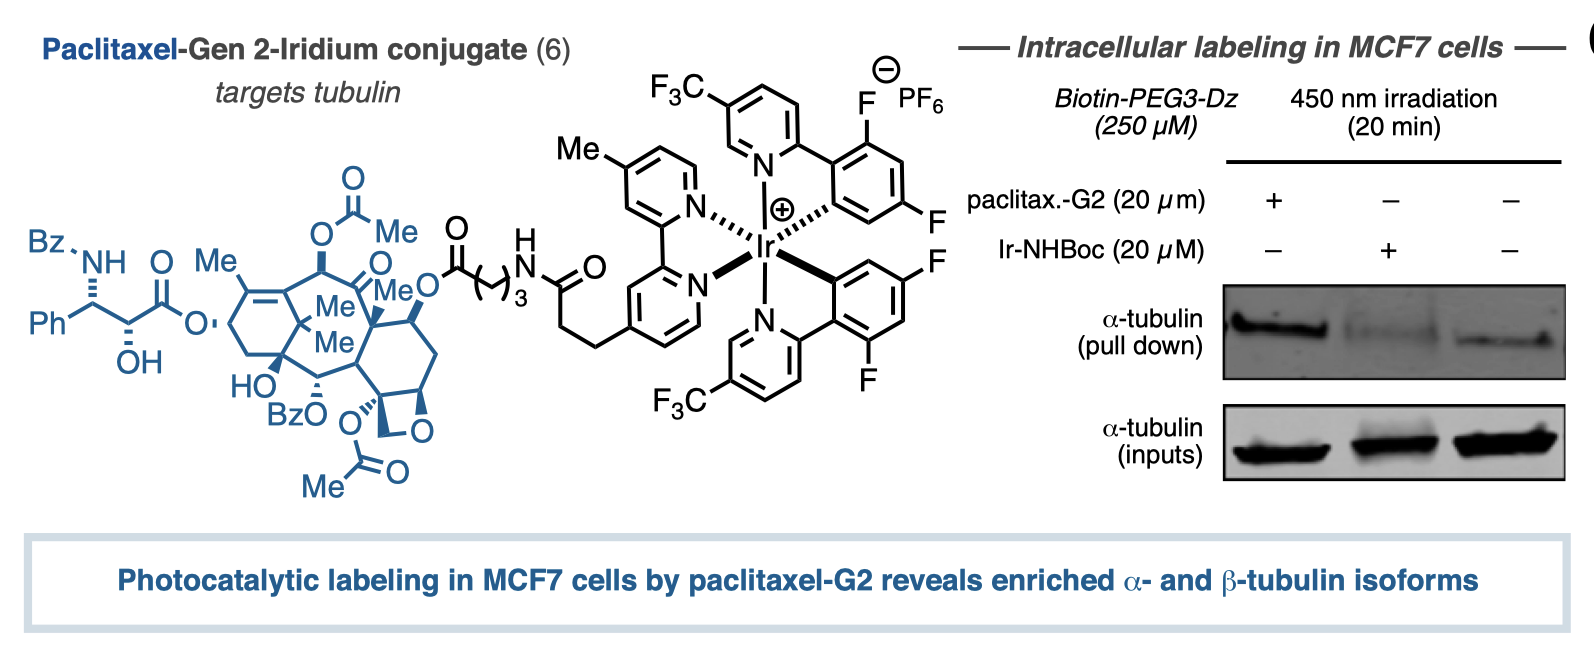 Paclitaxel-Gen 2-Iridium conjugate (6)
targets tubulin
Intracellular labeling in MCF7 cells
Biotin-PEG3-Dz
(250 µM)
450 nm irradiation
(20 min)
paclitax.-G2 (20 µm) + – –
Ir-NHBoc (20 µM) – + –
α-tubulin
(pull down)
α-tubulin
(inputs)
F3C
F
⊖
PF6
Me
N
N
⊕
F
Ir
O
Me
O
O
Bz
NH
O
Me
O
O
H
N
O
F
Me
O
3
N
Ph
O
Me
N
OH
Me
HO
BzO
O
O
F
F3C
O
Me
Photocatalytic labeling in MCF7 cells by paclitaxel-G2 reveals enriched α- and β-tubulin isoforms